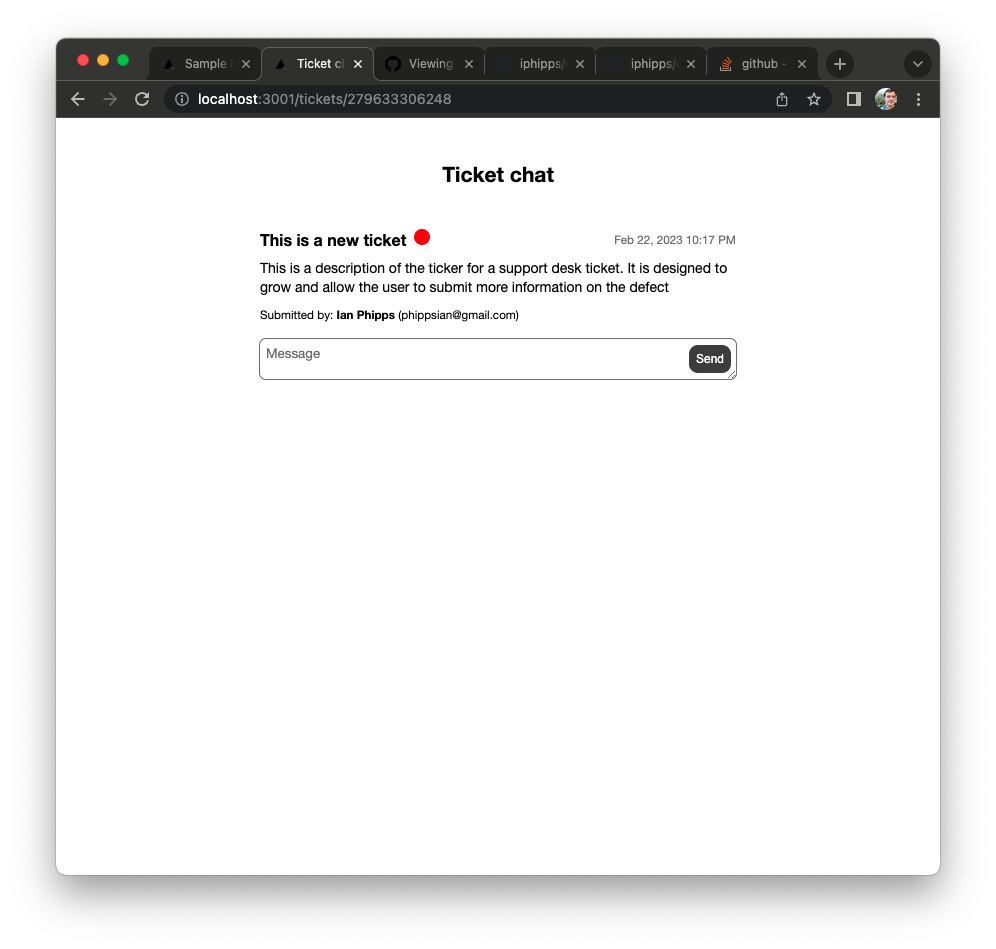 Sample
Ticket ch
Viewing
iphipps/
iphipps/
github -
localhost:3001/tickets/279633306248
Ticket chat
This is a new ticket
Feb 22, 2023 10:17 PM
This is a description of the ticker for a support desk ticket. It is designed to
grow and allow the user to submit more information on the defect
Submitted by: Ian Phipps (phippsian@gmail.com)
Message
Send